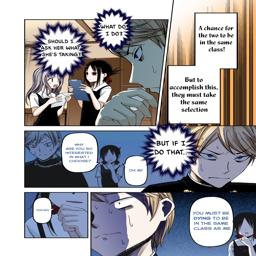 A chance for
the two to be
in the same
class!
But to
accomplish this,
they must take
the same
selection
WHAT
DO I
DO?
SHOULD I
ASK HER WHAT
SHE'S TAKING?
BUT IF I
DO THAT..
WHY
ARE YOU SO
INTERESTED
IN WHAT I
CHOOSE?
OH, ME
YOU MUST BE
DYING TO BE
IN THE SAME
CLASS AS ME